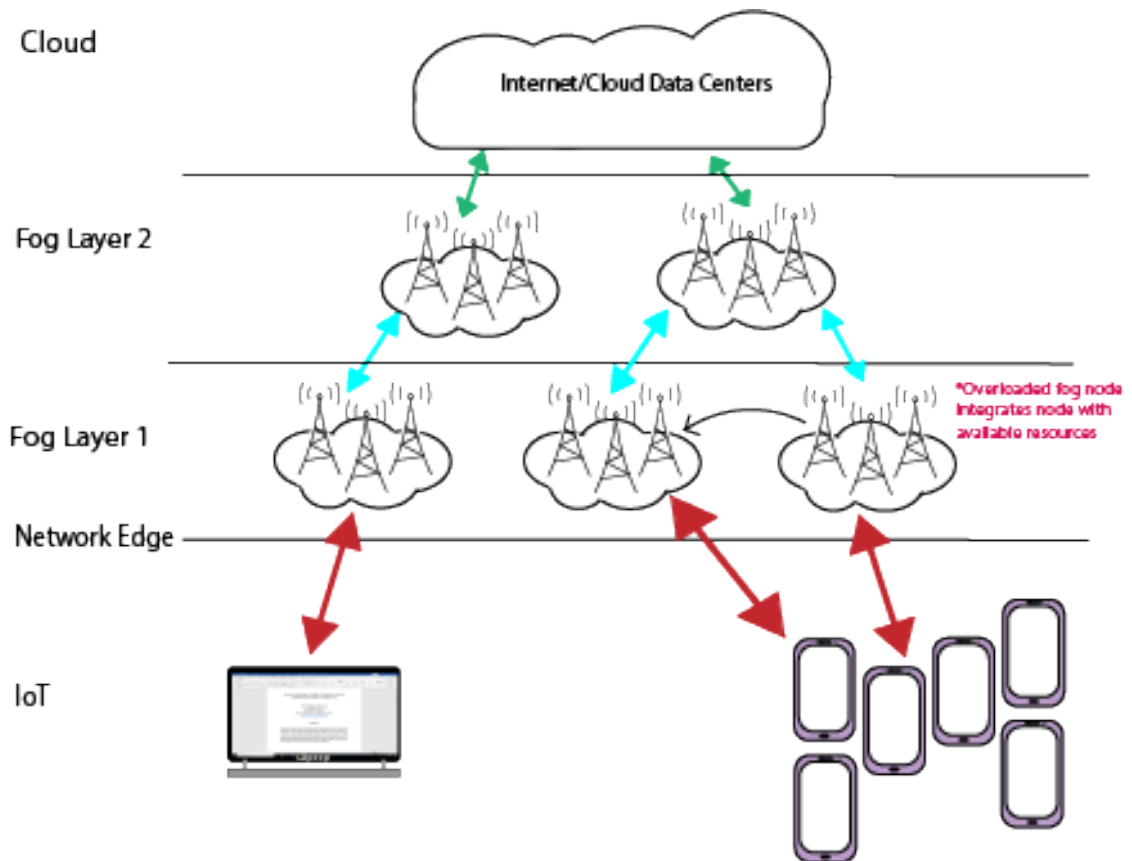 Cloud
Internet/Cloud Data Centers
Fog Layer 2
*Overloaded fog node
integrates node with
available resources
Fog Layer 1
Network Edge
IoT